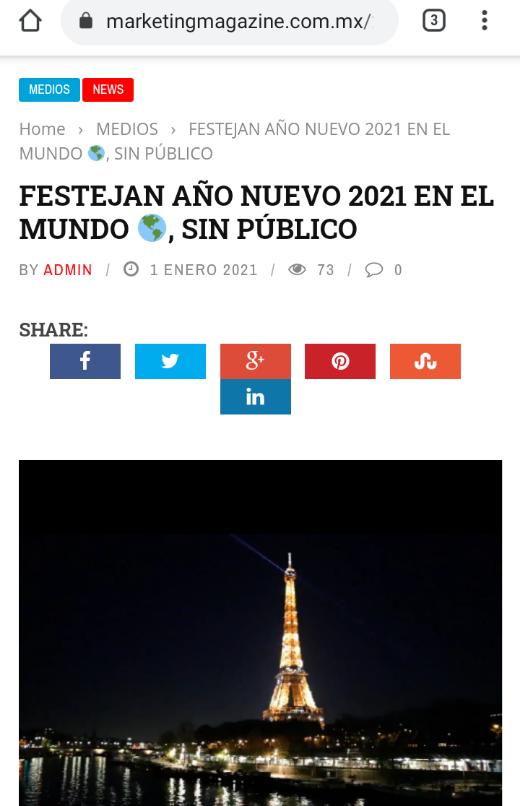 marketingmagazine.com.mx/
3
MEDIOS NEWS
Home › MEDIOS › FESTEJAN AÑO NUEVO 2021 EN EL
MUNDO 🌎, SIN PÚBLICO
FESTEJAN AÑO NUEVO 2021 EN EL
MUNDO 🌎, SIN PÚBLICO
BY ADMIN / 1 ENERO 2021 / 73 / 0
SHARE:
f g+ 
in